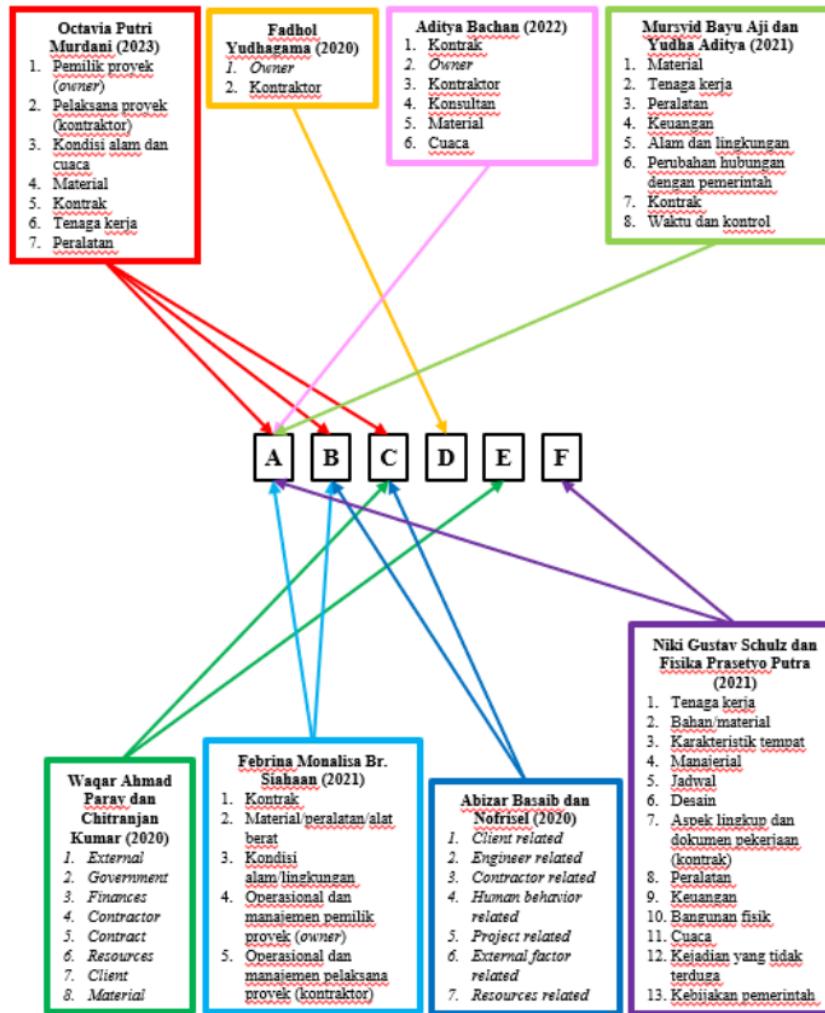 Octavia Putri
Murdani (2023)
1. Pemilik proyek
(owner)
2. Pelaksana proyek
(kontraktor)
3. Kondisi alam dan
cuaca
4. Material
5. Kontrak
6. Tenaga kerja
7. Peralatan
Fadhol
Yudhagama (2020)
1. Owner
2. Kontraktor
Aditya Bachan (2022)
1. Kontrak
2. Owner
3. Kontraktor
4. Konsultan
5. Material
6. Cuaca
Mursyid Bayu Aji dan
Yudha Aditya (2021)
1. Material
2. Tenaga kerja
3. Peralatan
4. Keuangan
5. Alam dan lingkungan
6. Perubahan hubungan
dengan pemerintah
7. Kontrak
8. Waktu dan kontrol
A B C D E F
Waqar Ahmad
Paray dan
Chitranjan
Kumar (2020)
1. External
2. Government
3. Finances
4. Contractor
5. Contract
6. Resources
7. Client
8. Material
Febrina Monalisa Br.
Siahaan (2021)
1. Kontrak
2. Material/peralatan/alat
berat
3. Kondisi
alam/lingkungan
4. Operasional dan
manajemen pemilik
proyek (owner)
5. Operasional dan
manajemen pelaksana
proyek (kontraktor)
Abizar Basaib dan
Nofrisel (2020)
1. Client related
2. Engineer related
3. Contractor related
4. Human behavior
related
5. Project related
6. External factor
related
7. Resources related
Niki Gustav Schulz dan
Fisika Prasetyo Putra
(2021)
1. Tenaga kerja
2. Bahan/material
3. Karakteristik tempat
4. Manajerial
5. Jadwal
6. Desain
7. Aspek lingkup dan
dokumen pekerjaan
(kontrak)
8. Peralatan
9. Keuangan
10. Bangunan fisik
11. Cuaca
12. Kejadian yang tidak
terduga
13. Kebijakan pemerintah